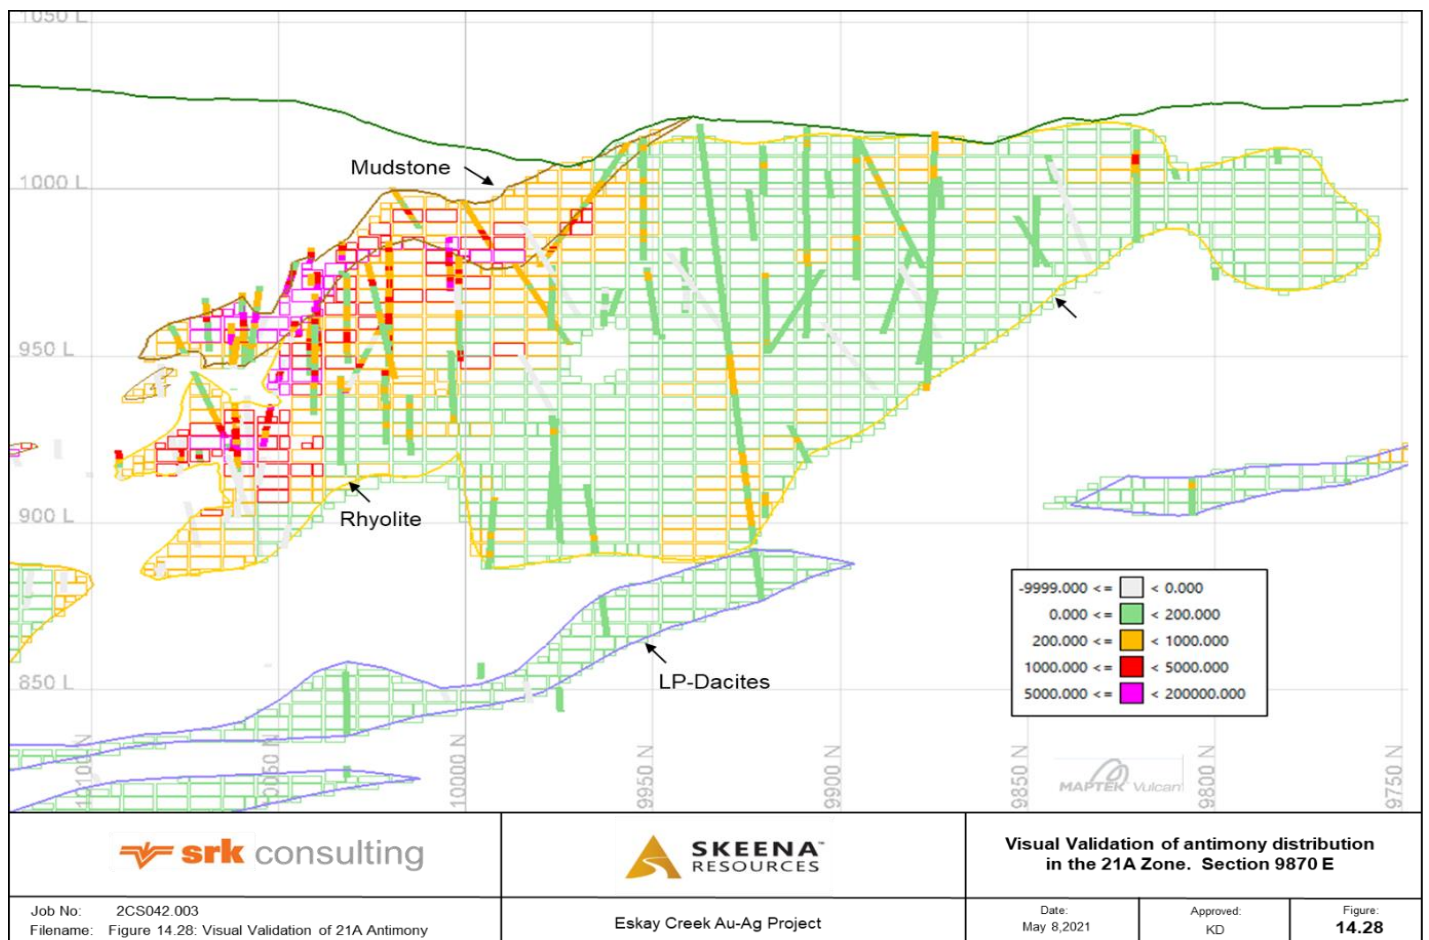 1050 L
Mudstone
1000 L
950 L
900 L
Rhyolite
850 L
LP-Dacites
-9999.000 <= < 0.000
0.000 <= < 200.000
200.000 <= < 1000.000
1000.000 <= < 5000.000
5000.000 <= < 200000.000
10000 N
9950 N
9900 N
9850 N
9800 N
9750 N
MAPTEK Vulcan
srk consulting
SKEENA
RESOURCES
Visual Validation of antimony distribution
in the 21A Zone. Section 9870 E
Job No: 2CS042.003
Filename: Figure 14.28: Visual Validation of 21A Antimony
Eskay Creek Au-Ag Project
Date:
May 8,2021
Approved:
KD
Figure:
14.28